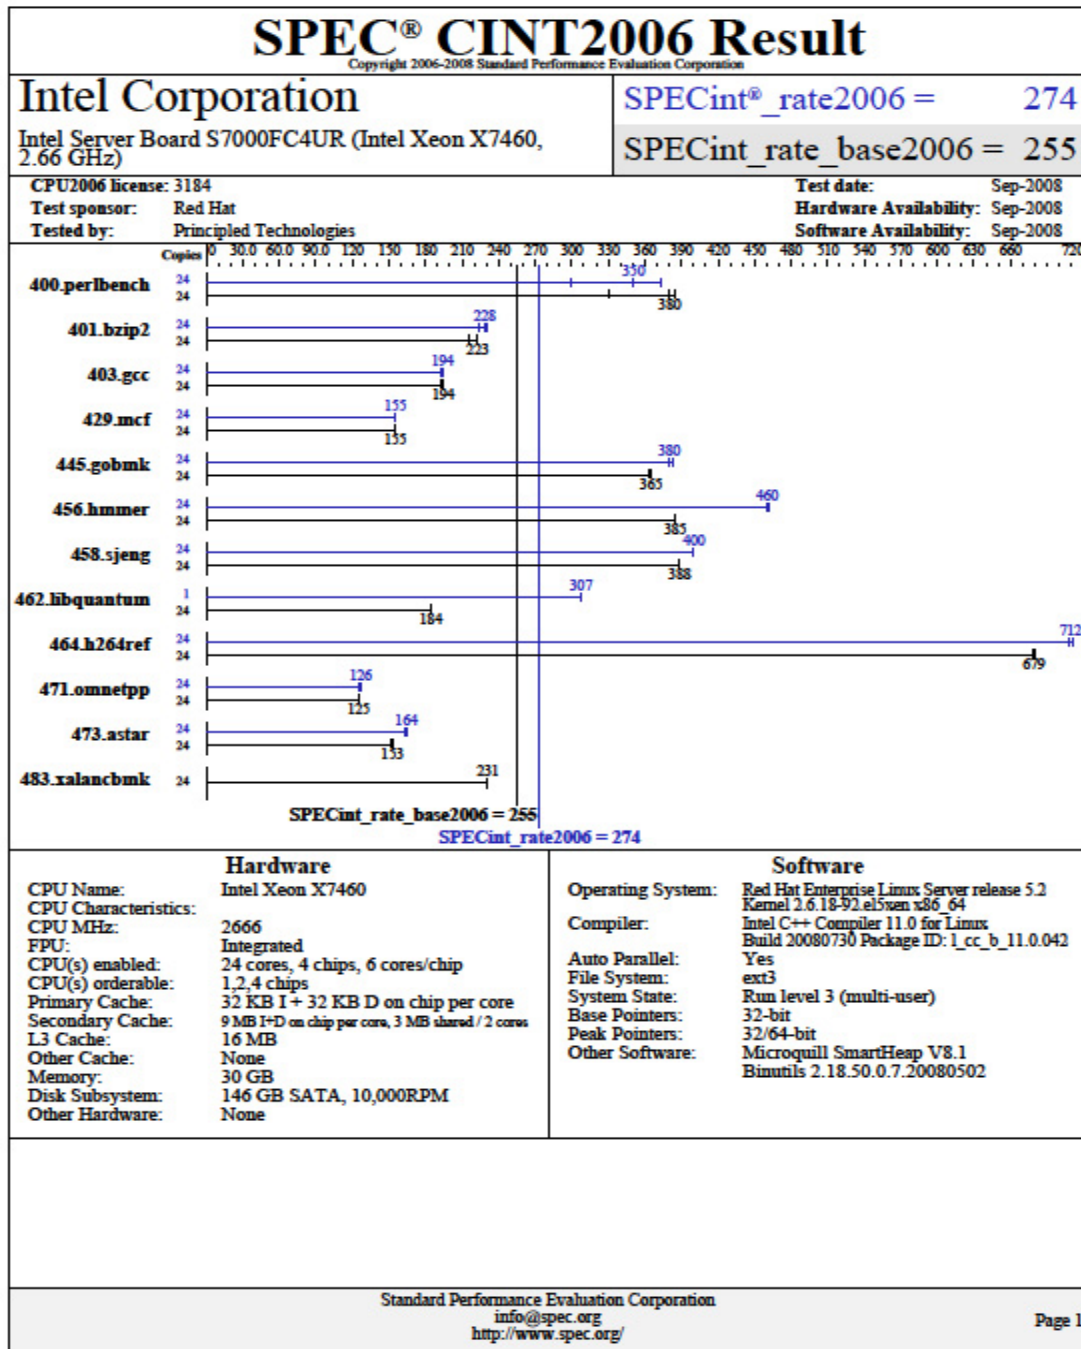 SPEC® CINT2006 Result
Copyright 2006-2008 Standard Performance Evaluation Corporation
Intel Corporation
Intel Server Board S7000FC4UR (Intel Xeon X7460,
2.66 GHz)
SPECint®_rate2006 = 274
SPECint_rate_base2006 = 255
CPU2006 license: 3184
Test date: Sep-2008
Test sponsor: Red Hat
Hardware Availability: Sep-2008
Tested by: Principled Technologies
Software Availability: Sep-2008
Copies 0 30.0 60.0 90.0 120 150 180 210 240 270 300 330 360 390 420 450 480 510 540 570 600 630 660 720
400.perlbench 24 350
24 380
401.bzip2 24 228
24 223
403.gcc 24 194
24 194
429.mcf 24 155
24 155
445.gobmk 24 380
24 365
456.hmmer 24 460
24 385
458.sjeng 24 400
24 388
462.libquantum 1 307
24 184
464.h264ref 24 712
24 679
471.omnetpp 24 126
24 125
473.astar 24 164
24 153
483.xalancbmk 24 231
SPECint_rate_base2006 = 255
SPECint_rate2006 = 274
Hardware
CPU Name: Intel Xeon X7460
CPU Characteristics:
CPU MHz: 2666
FPU: Integrated
CPU(s) enabled: 24 cores, 4 chips, 6 cores/chip
CPU(s) orderable: 1,2,4 chips
Primary Cache: 32 KB I + 32 KB D on chip per core
Secondary Cache: 9 MB I+D on chip per core, 3 MB shared / 2 cores
L3 Cache: 16 MB
Other Cache: None
Memory: 30 GB
Disk Subsystem: 146 GB SATA, 10,000RPM
Other Hardware: None
Software
Operating System: Red Hat Enterprise Linux Server release 5.2
Kernel 2.6.18-92.el5xen x86_64
Compiler: Intel C++ Compiler 11.0 for Linux
Build 20080730 Package ID: l_cc_b_11.0.042
Auto Parallel: Yes
File System: ext3
System State: Run level 3 (multi-user)
Base Pointers: 32-bit
Peak Pointers: 32/64-bit
Other Software: Microquill SmartHeap V8.1
Binutils 2.18.50.0.7.20080502
Standard Performance Evaluation Corporation
info@spec.org
http://www.spec.org/
Page 1